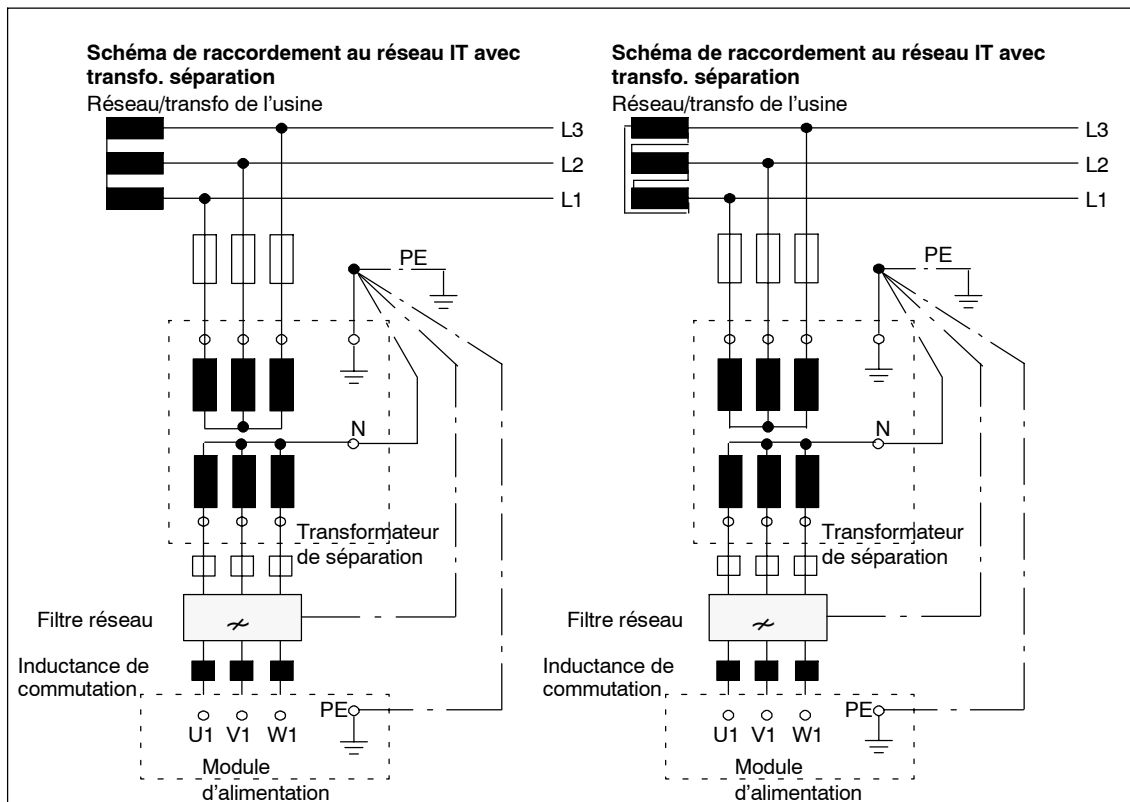 Schéma de raccordement au réseau IT avec
transfo. séparation
Réseau/transfo de l'usine
L3
L2
L1
PE
N
Transformateur
de séparation
Filtre réseau
Inductance de
commutation
PE
U1 V1 W1
Module
d'alimentation
Schéma de raccordement au réseau IT avec
transfo. séparation
Réseau/transfo de l'usine
L3
L2
L1
PE
N
Transformateur
de séparation
Filtre réseau
Inductance de
commutation
PE
U1 V1 W1
Module
d'alimentation